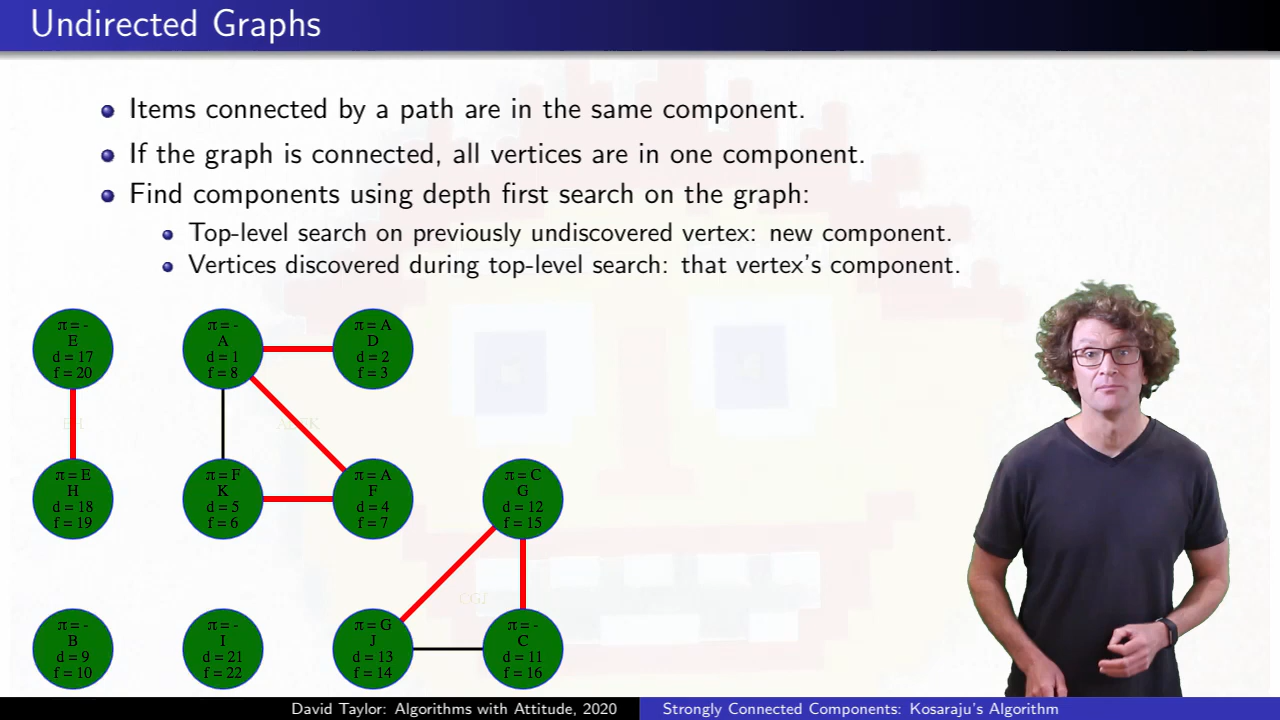 Undirected Graphs
Items connected by a path are in the same component.
If the graph is connected, all vertices are in one component.
Find components using depth first search on the graph:
Top-level search on previously undiscovered vertex: new component.
Vertices discovered during top-level search: that vertex's component.
π = -
E
d = 17
f = 20
π = -
A
d = 1
f = 8
π = A
D
d = 2
f = 3
π = E
H
d = 18
f = 19
π = F
K
d = 5
f = 6
π = A
F
d = 4
f = 7
π = C
G
d = 12
f = 15
π = -
B
d = 9
f = 10
π = -
I
d = 21
f = 22
π = G
J
d = 13
f = 14
π = -
C
d = 11
f = 16
David Taylor: Algorithms with Attitude, 2020
Strongly Connected Components: Kosaraju's Algorithm